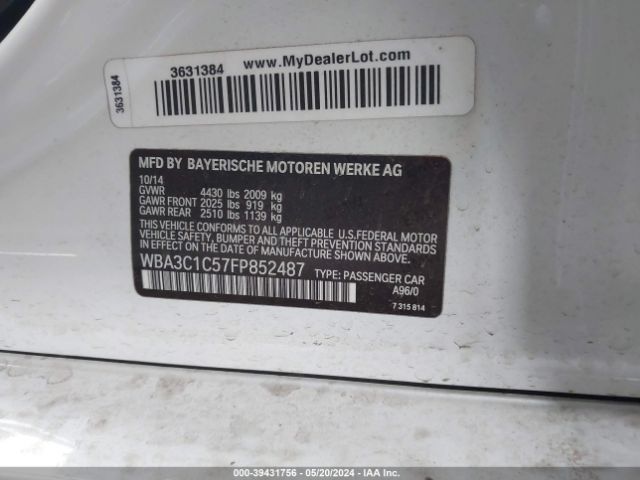 3631384 www.MyDealerLot.com
3631384
MFD BY BAYERISCHE MOTOREN WERKE AG
10/14
GVWR 4430 lbs 2009 kg
GAWR FRONT 2025 lbs 919 kg
GAWR REAR 2510 lbs 1139 kg
THIS VEHICLE CONFORMS TO ALL APPLICABLE U.S.FEDERAL MOTOR
VEHICLE SAFETY, BUMPER AND THEFT PREVENTION STANDARDS
IN EFFECT ON THE DATE OF MANUFACTURE SHOWN ABOVE.
WBA3C1C57FP852487 TYPE: PASSENGER CAR
A96/0
7 315 814
000-39431756 — 05/20/2024 — IAA Inc.